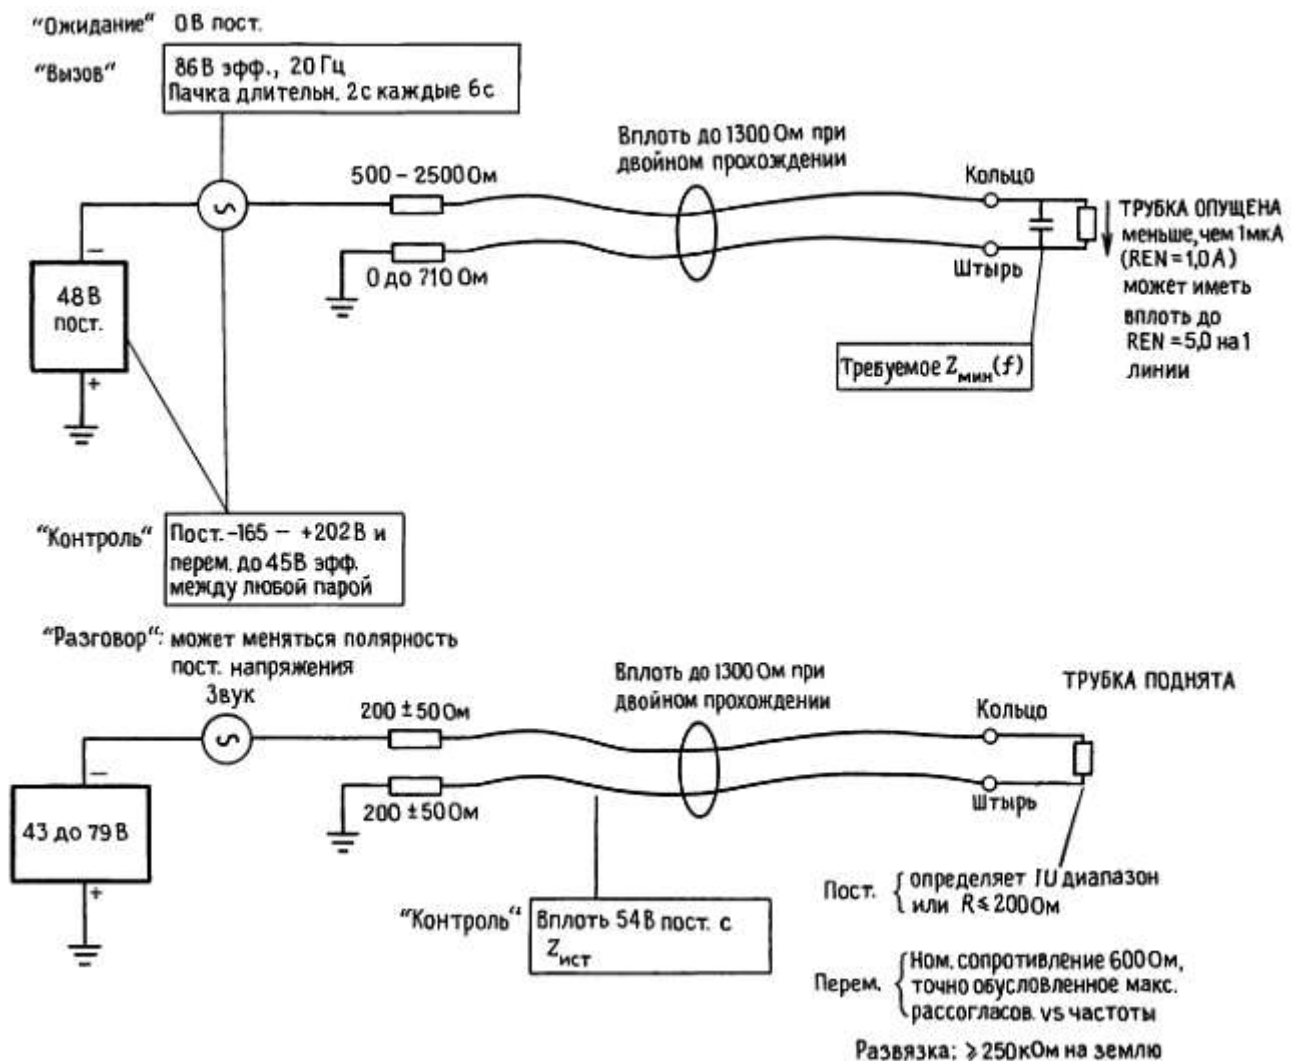 “Ожидание“ 0 В пост.
“Вызов“
86 В эфф., 20 Гц
Пачка длительн. 2с каждые 6с
500 – 2500 Ом
Вплоть до 1300 Ом при
двойном прохождении
Кольцо
0 до 710 Ом
Штырь
–
48 В
пост.
+
ТРУБКА ОПУЩЕНА
меньше, чем 1 мкА
(REN = 1,0 А)
может иметь
вплоть до
REN = 5,0 на 1
линии
Требуемое Zмин(f)
“Контроль“
Пост. –165 – +202 В и
перем. до 45 В эфф.
между любой парой
“Разговор“: может меняться полярность
пост. напряжения
Звук
200 ± 50 Ом
Вплоть до 1300 Ом при
двойном прохождении
ТРУБКА ПОДНЯТА
Кольцо
–
43 до 79 В
+
200 ± 50 Ом
Штырь
“Контроль“
Вплоть 54 В пост. с
Zист
Пост. { определяет IU диапазон
или R ⩽ 200 Ом
Перем. { Ном. сопротивление 600 Ом,
точно обусловленное макс.
рассогласов. vs частоты
Развязка: ⩾ 250 кОм на землю